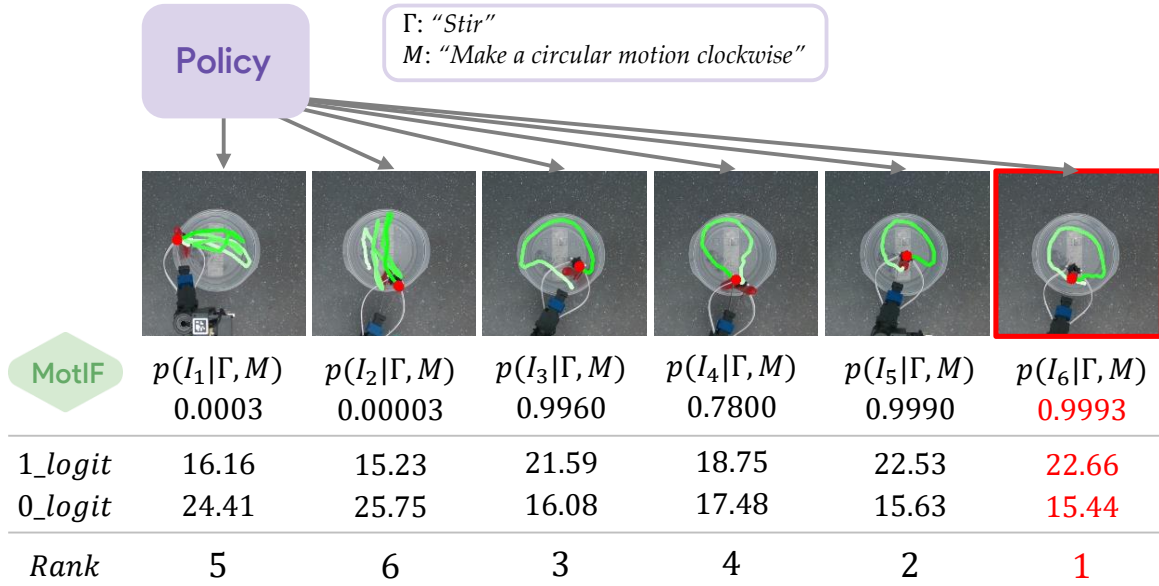 Policy
Γ: "Stir"
M: "Make a circular motion clockwise"
MotIF
p(I₁|Γ, M) p(I₂|Γ, M) p(I₃|Γ, M) p(I₄|Γ, M) p(I₅|Γ, M) p(I₆|Γ, M)
0.0003 0.00003 0.9960 0.7800 0.9990 0.9993
1_logit 16.16 15.23 21.59 18.75 22.53 22.66
0_logit 24.41 25.75 16.08 17.48 15.63 15.44
Rank 5 6 3 4 2 1